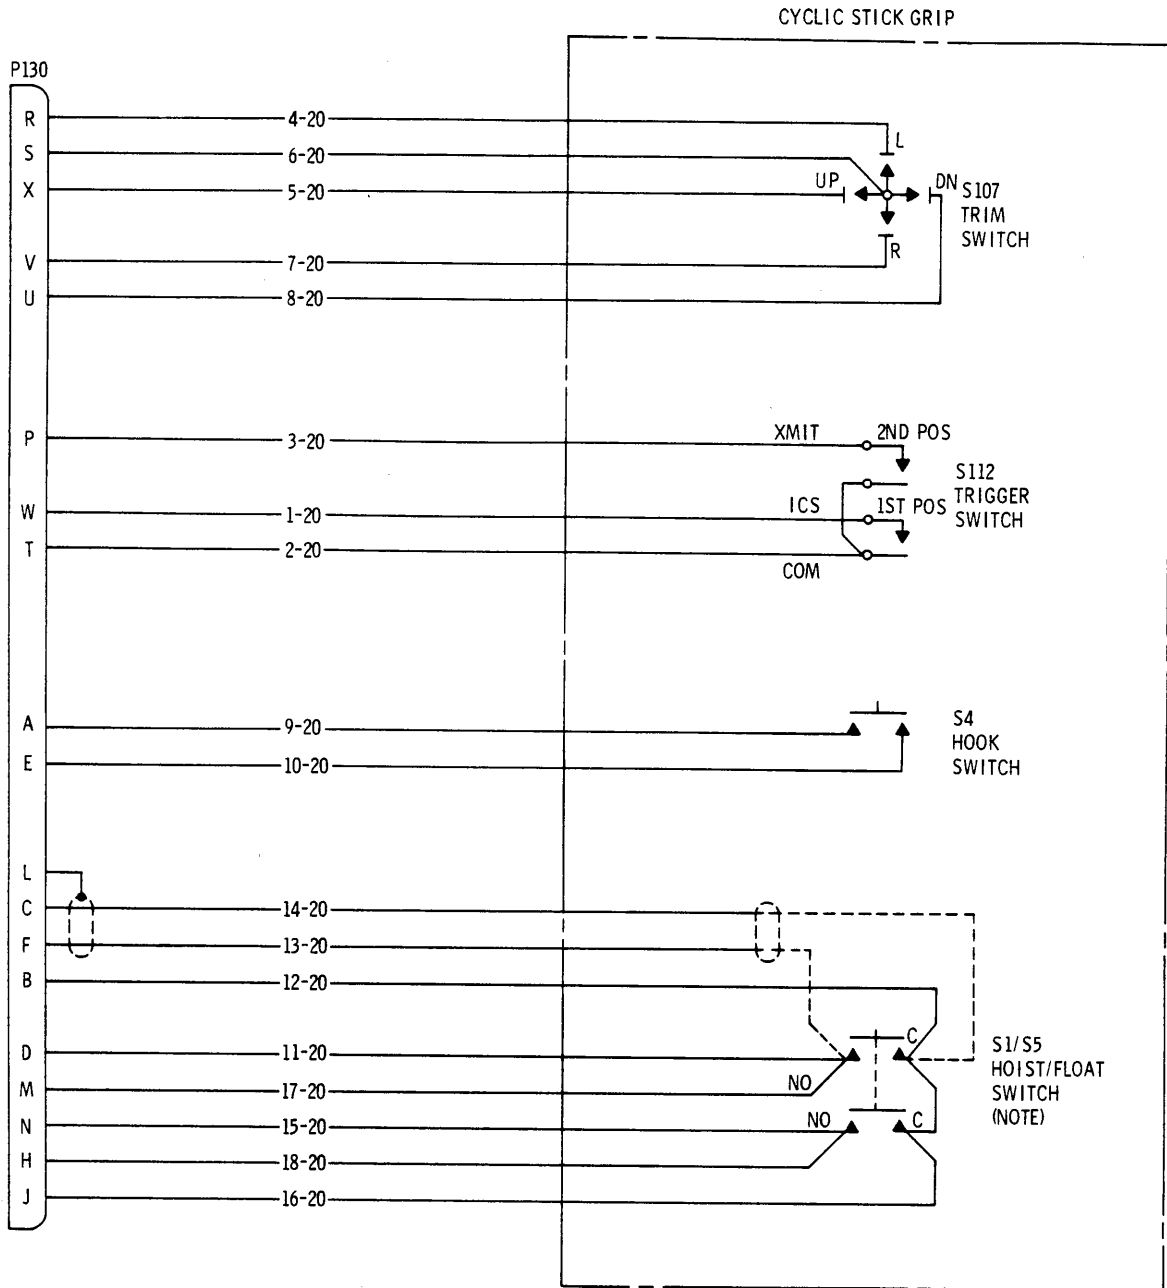 CYCLIC STICK GRIP
P130
R 4-20 L
S 6-20
X 5-20 UP DN S107
TRIM
SWITCH
V 7-20 R
U 8-20
P 3-20 XMIT 2ND POS
S112
TRIGGER
SWITCH
W 1-20 ICS 1ST POS
T 2-20
COM
A 9-20
S4
HOOK
SWITCH
E 10-20
L
C 14-20
F 13-20
B 12-20
D 11-20 C
S1/S5
HOIST/FLOAT
SWITCH
(NOTE)
M 17-20 NO
N 15-20 NO C
H 18-20
J 16-20